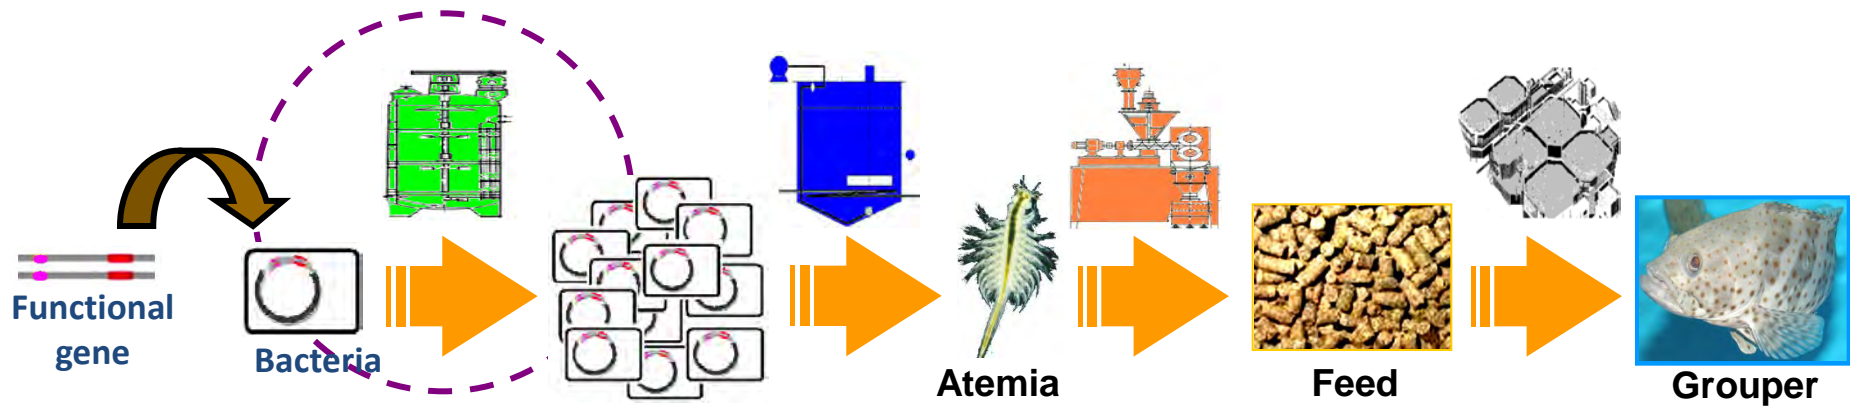 Functional
gene
Bacteria
Atemia
Feed
Grouper